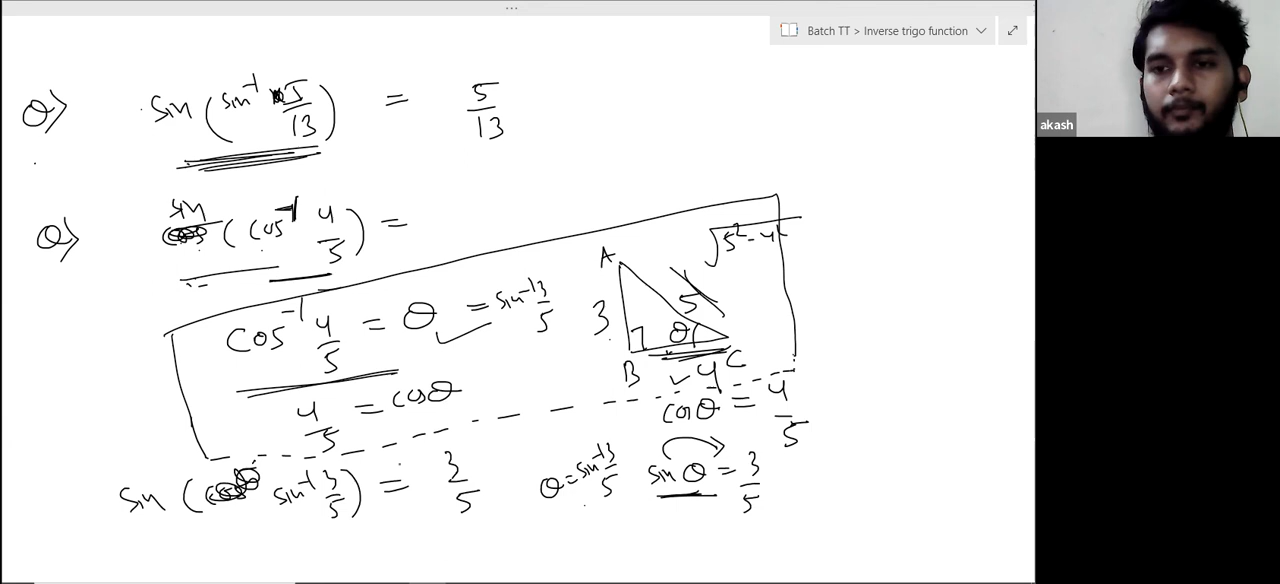 Batch TT > Inverse trigo function
akash
Q) sin (sin⁻¹ 5/13) = 5/13
Q) sin (cos⁻¹ 4/5) =
√5²-4²
A
cos⁻¹ 4/5 = θ = sin⁻¹ 3/5
3 5 θ
B 4 C
4/5 = cosθ
cosθ = 4/5
sin (sin⁻¹ 3/5) = 3/5
θ = sin⁻¹ 3/5 sinθ = 3/5